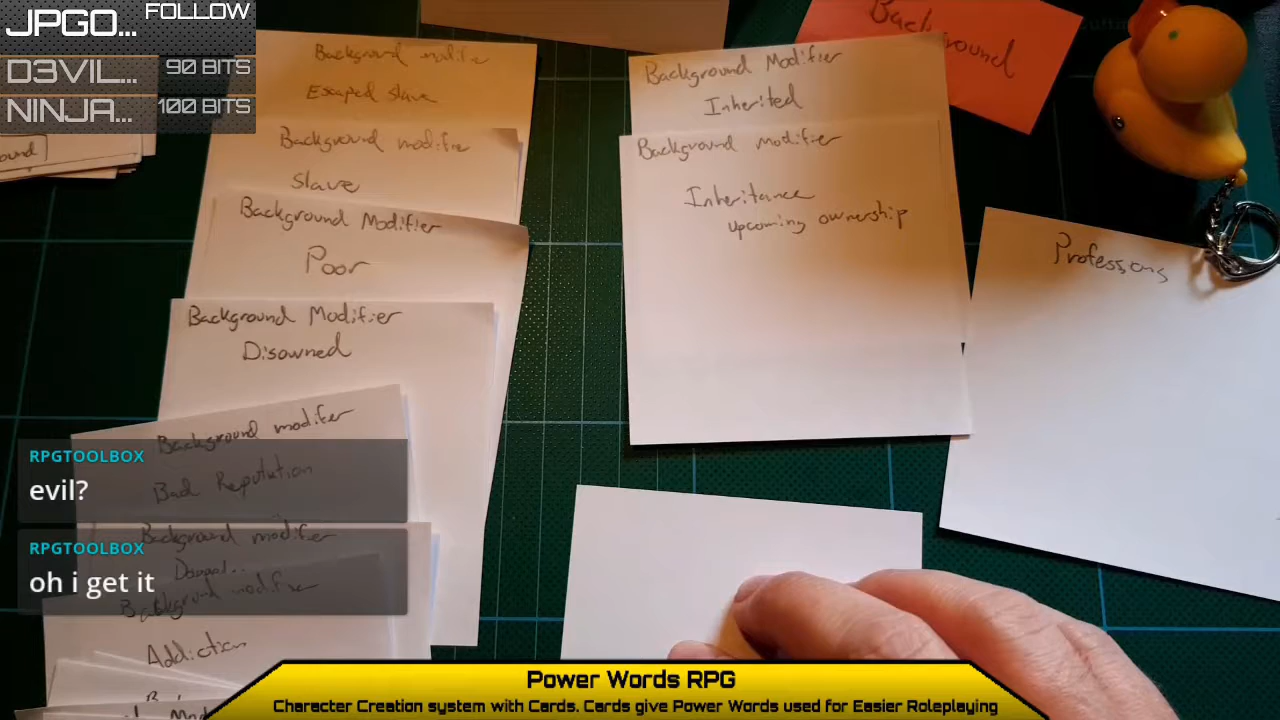 JPGO...
FOLLOW
D3VIL...
90 BITS
NINJA...
100 BITS
Background modifier
Escaped slave
Background modifier
Slave
Background Modifier
Poor
Background Modifier
Disowned
Background modifer
Bad Reputation
Background modifier
Background modifier
Addiction
Background Modifier
Inherited
Background modifier
Inheritance
upcoming ownership
Background
Professions
RPGTOOLBOX
evil?
RPGTOOLBOX
oh i get it
Power Words RPG
Character Creation system with Cards. Cards give Power Words used for Easier Roleplaying